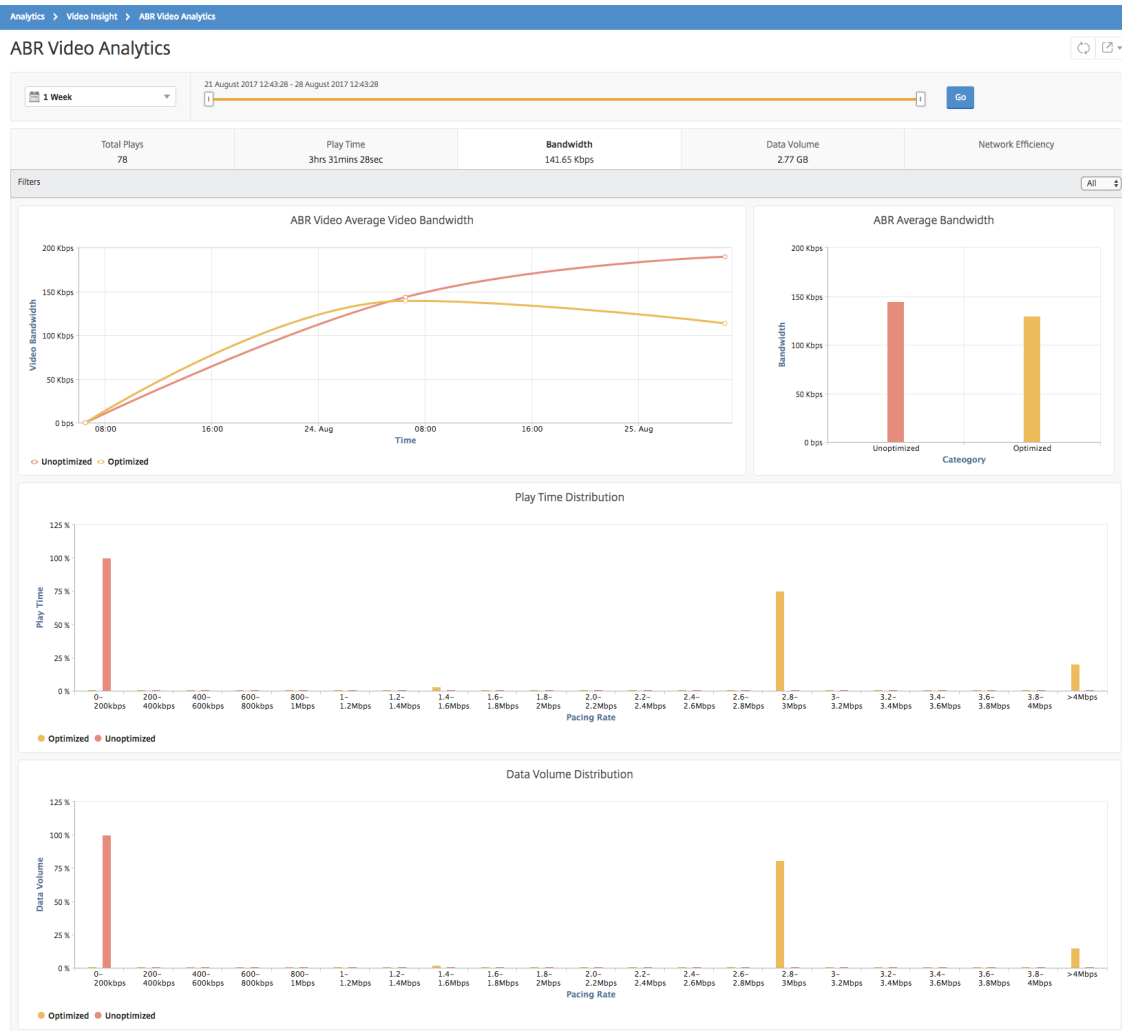 Analytics > Video Insight > ABR Video Analytics
ABR Video Analytics
1 Week
21 August 2017 12:43:28 - 28 August 2017 12:43:28
Go
Total Plays
78
Play Time
3hrs 31mins 28sec
Bandwidth
141.65 Kbps
Data Volume
2.77 GB
Network Efficiency
Filters
All
ABR Video Average Video Bandwidth
Video Bandwidth
200 Kbps
150 Kbps
100 Kbps
50 Kbps
0 bps
08:00 16:00 24. Aug 08:00 16:00 25. Aug
Time
Unoptimized Optimized
ABR Average Bandwidth
Bandwidth
200 Kbps
150 Kbps
100 Kbps
50 Kbps
0 bps
Unoptimized Optimized
Cateogory
Play Time Distribution
Play Time
125 %
100 %
75 %
50 %
25 %
0 %
0– 200– 400– 600– 800– 1– 1.2– 1.4– 1.6– 1.8– 2.0– 2.2– 2.4– 2.6– 2.8– 3– 3.2– 3.4– 3.6– 3.8– >4Mbps
200kbps 400kbps 600kbps 800kbps 1Mbps 1.2Mbps 1.4Mbps 1.6Mbps 1.8Mbps 2Mbps 2.2Mbps 2.4Mbps 2.6Mbps 2.8Mbps 3Mbps 3.2Mbps 3.4Mbps 3.6Mbps 3.8Mbps 4Mbps
Pacing Rate
Optimized Unoptimized
Data Volume Distribution
Data Volume
125 %
100 %
75 %
50 %
25 %
0 %
0– 200– 400– 600– 800– 1– 1.2– 1.4– 1.6– 1.8– 2.0– 2.2– 2.4– 2.6– 2.8– 3– 3.2– 3.4– 3.6– 3.8– >4Mbps
200kbps 400kbps 600kbps 800kbps 1Mbps 1.2Mbps 1.4Mbps 1.6Mbps 1.8Mbps 2Mbps 2.2Mbps 2.4Mbps 2.6Mbps 2.8Mbps 3Mbps 3.2Mbps 3.4Mbps 3.6Mbps 3.8Mbps 4Mbps
Pacing Rate
Optimized Unoptimized